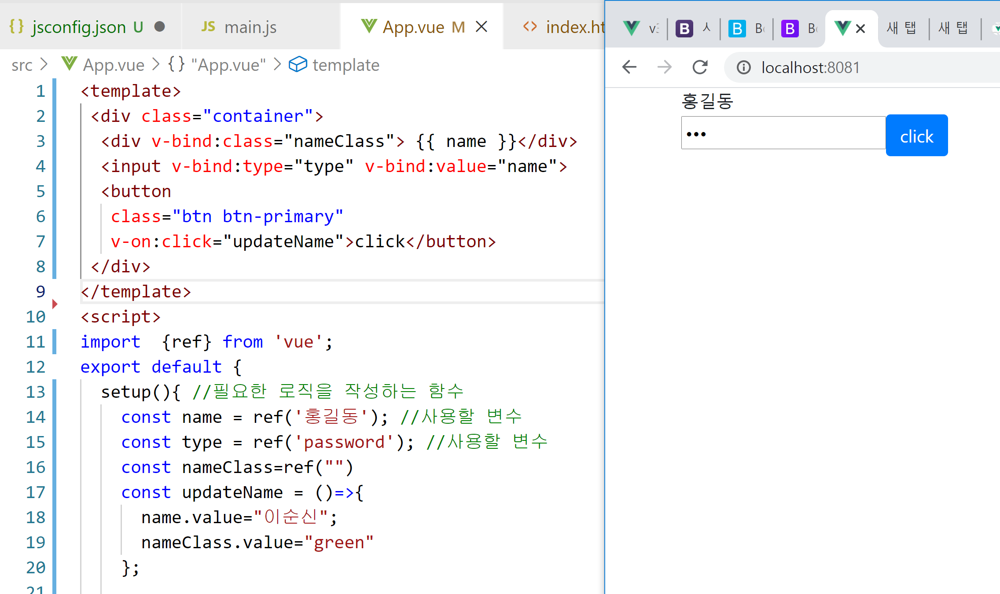 {} jsconfig.json U ● JS main.js App.vue M × <> index.ht
src > App.vue > {} "App.vue" > template
1 <template>
2 <div class="container">
3 <div v-bind:class="nameClass"> {{ name }}</div>
4 <input v-bind:type="type" v-bind:value="name">
5 <button
6 class="btn btn-primary"
7 v-on:click="updateName">click</button>
8 </div>
9 </template>
10 <script>
11 import  {ref} from 'vue';
12 export default {
13 setup(){ //필요한 로직을 작성하는 함수
14 const name = ref('홍길동'); //사용할 변수
15 const type = ref('password'); //사용할 변수
16 const nameClass=ref("")
17 const updateName = ()=>{
18 name.value="이순신";
19 nameClass.value="green"
20 };
21
B ㅅ B B B B × 새 탭 새 탭
localhost:8081
홍길동
••• click